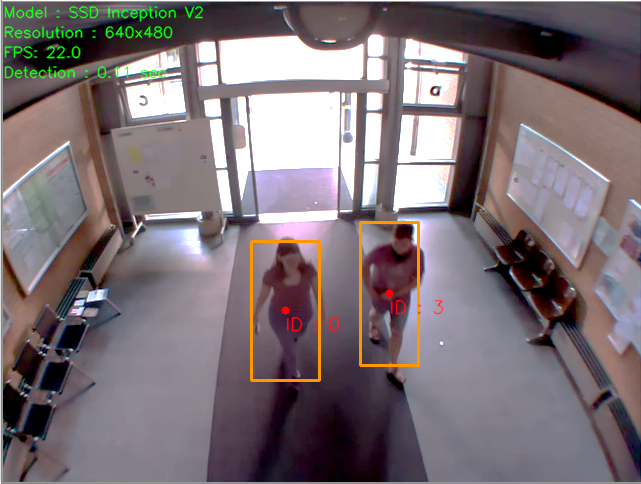 Model : SSD Inception V2
Resolution : 640x480
FPS: 22.0
Detection : 0.11 sec
ID : 0
ID : 3